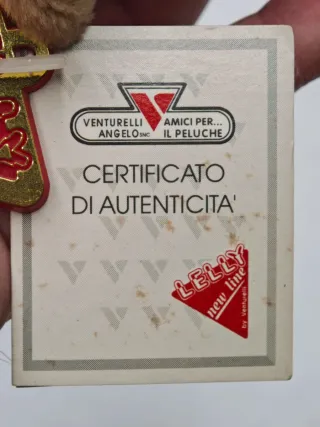 VENTURELLI AMICI PER...
ANGELO SNC IL PELUCHE
CERTIFICATO
DI AUTENTICITA'
LELLY
new line
by Venturelli